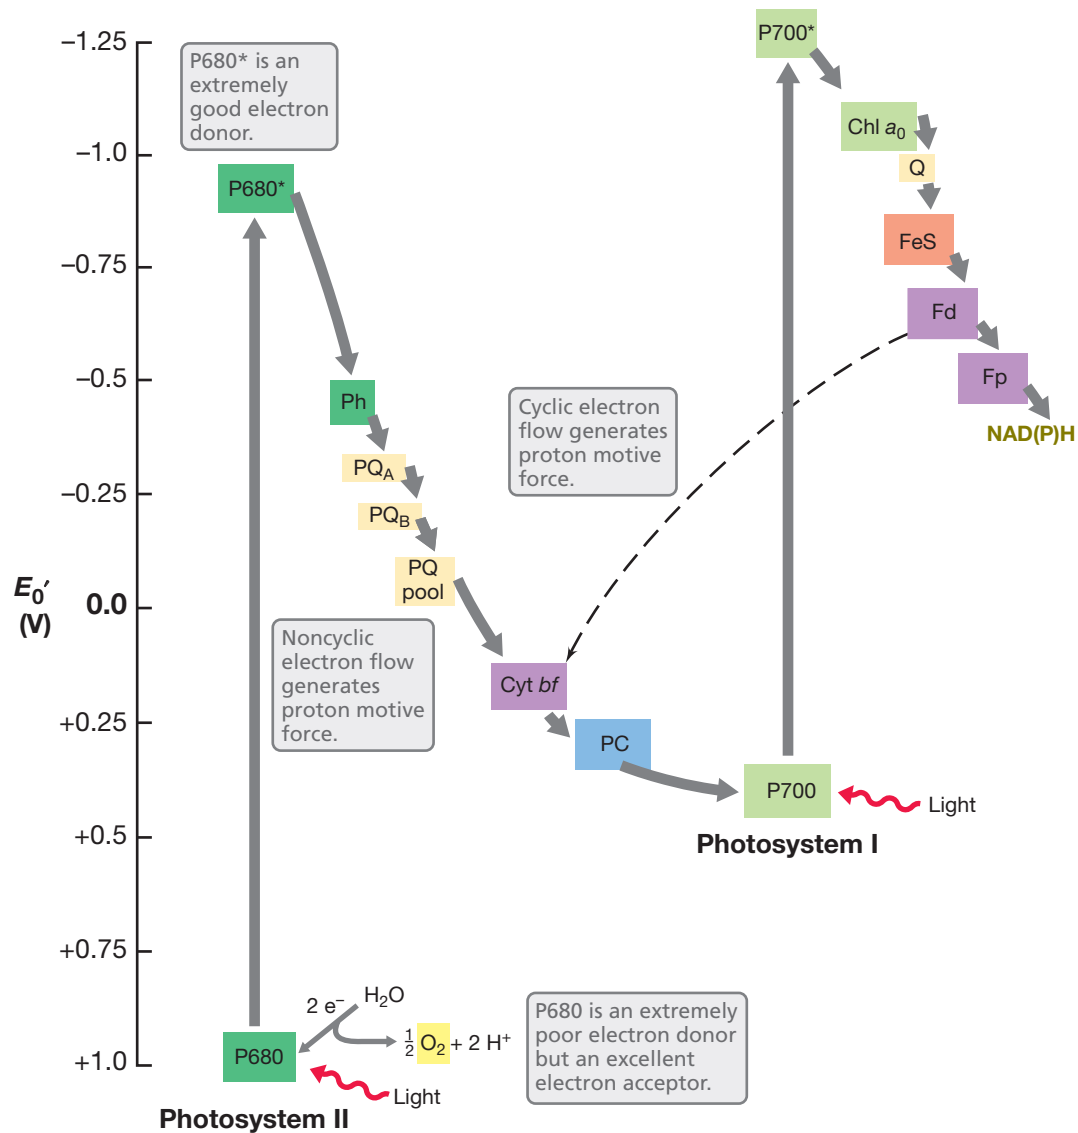 −1.25
−1.0
−0.75
−0.5
−0.25
E₀′
(V)
0.0
+0.25
+0.5
+0.75
+1.0
P680* is an
extremely
good electron
donor.
P680*
Ph
PQ_A
PQ_B
PQ
pool
Noncyclic
electron flow
generates
proton motive
force.
Cyt bf
PC
Cyclic electron
flow generates
proton motive
force.
P700*
Chl a₀
Q
FeS
Fd
Fp
NAD(P)H
P700
Light
Photosystem I
2 e⁻
H₂O
½ O₂ + 2 H⁺
P680
Light
Photosystem II
P680 is an extremely
poor electron donor
but an excellent
electron acceptor.